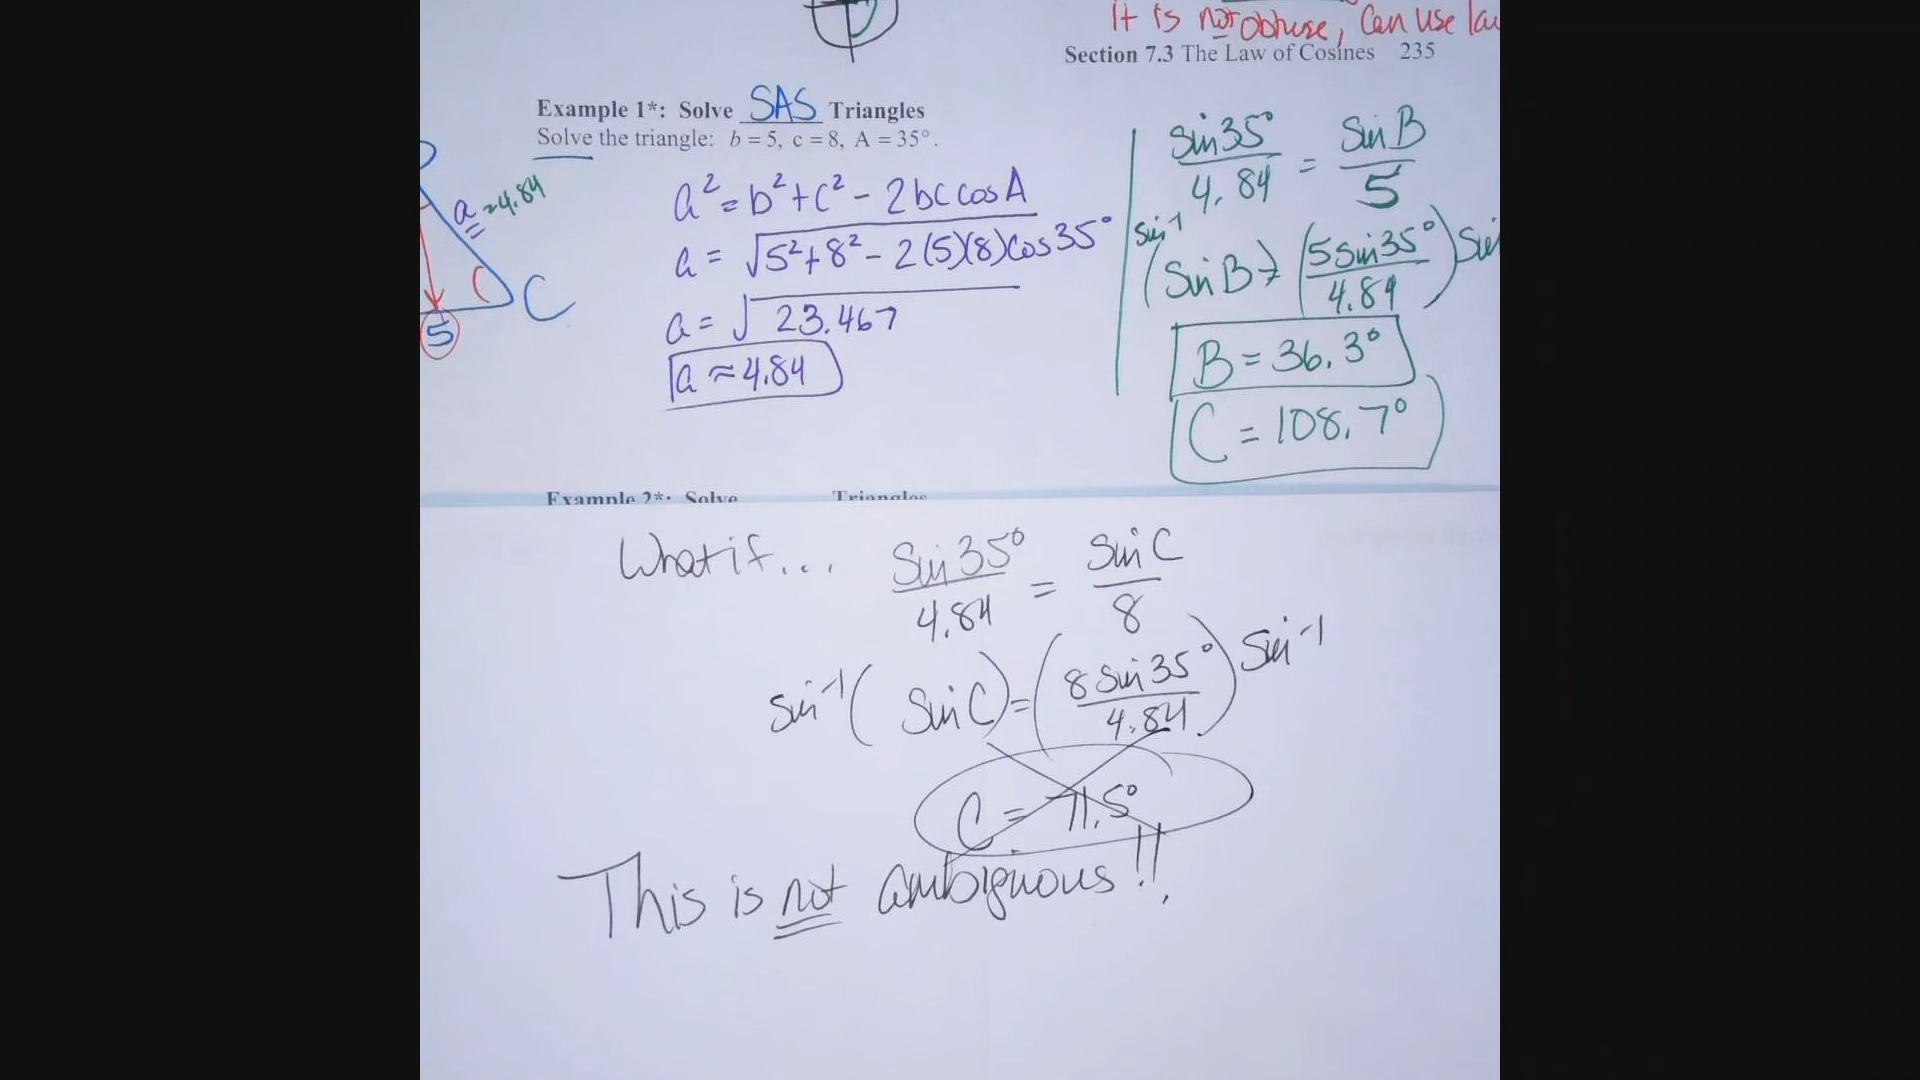 It is not obtuse, Can use la
Section 7.3 The Law of Cosines 235
Example 1*: Solve SAS Triangles
Solve the triangle: b = 5, c = 8, A = 35°.
a ≈ 4.84
C
5
a² = b² + c² - 2bc cos A
a = √5² + 8² - 2(5)(8)cos 35°
a = √23.467
a ≈ 4.84
sin 35° / 4.84 = sin B / 5
sin⁻¹(sin B) = (5 sin 35° / 4.84) sin
B = 36.3°
C = 108.7°
Example 2*: Solve Triangles
What if... sin 35° / 4.84 = sin C / 8
sin⁻¹( sin C) = (8 sin 35° / 4.84) sin⁻¹
C = 71.5°
This is not ambiguous!!